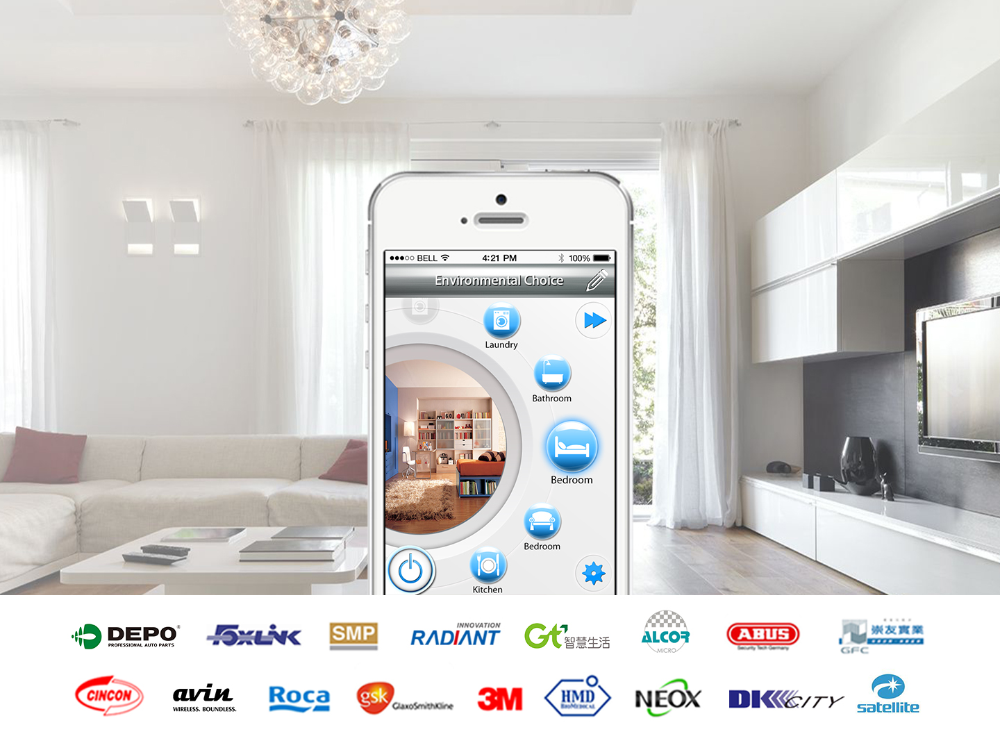 BELL 4:21 PM 100%
Environmental Choice
Laundry
Bathroom
Bedroom
Bedroom
Kitchen
DEPO®
PROFESSIONAL AUTO PARTS
FOXLINK
SMP
INNOVATION
RADIANT
Gt智慧生活
ALCOR
MICRO
ABUS
Security Tech Germany
崇友實業
GFC
CINCON
avin
WIRELESS. BOUNDLESS.
Roca
gsk
GlaxoSmithKline
3M
HMD
BIOMEDICAL
NEOX
DK CITY
satellite